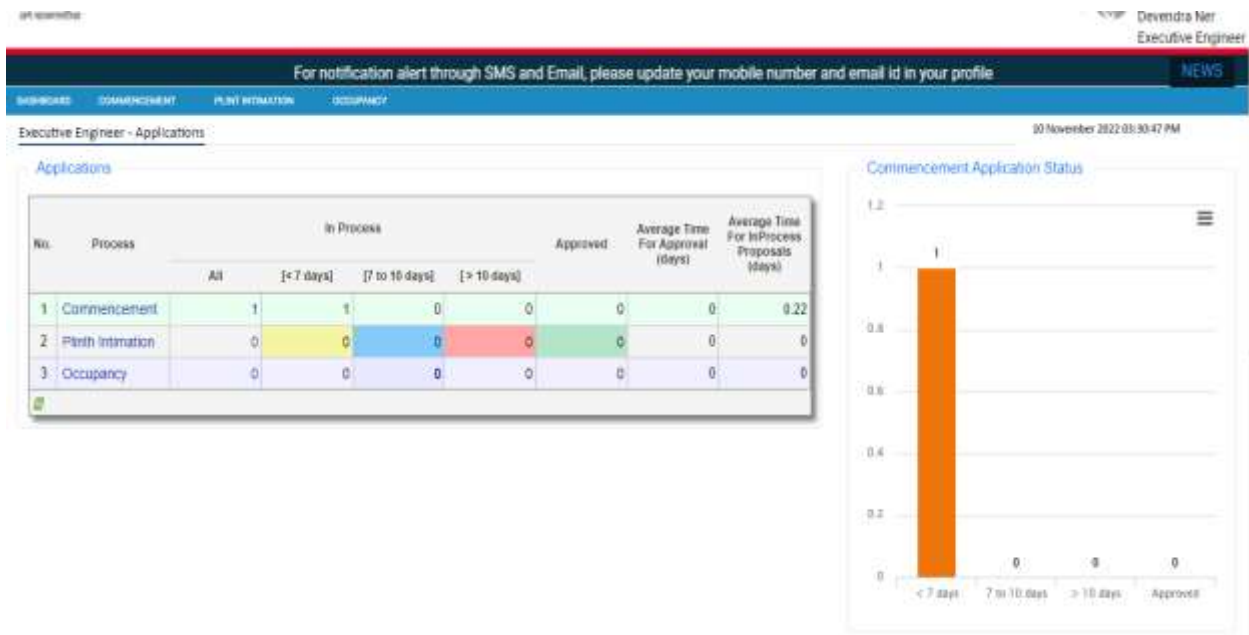 Devendra Ner
Executive Engineer
For notification alert through SMS and Email, please update your mobile number and email id in your profile
NEWS
DASHBOARD COMMENCEMENT PLINT INTIMATION OCCUPANCY
Executive Engineer - Applications
10 November 2022 03:30:47 PM
Applications
No. Process In Process Approved Average Time For Approval (days) Average Time For InProcess Proposals (days)
All [< 7 days] [7 to 10 days] [ > 10 days]
1 Commencement 1 1 0 0 0 0 0.22
2 Plinth Intimation 0 0 0 0 0 0 0
3 Occupancy 0 0 0 0 0 0 0
Commencement Application Status
1.2
1
1
0.8
0.6
0.4
0.2
0
0 0 0
< 7 days 7 to 10 days > 10 days Approved